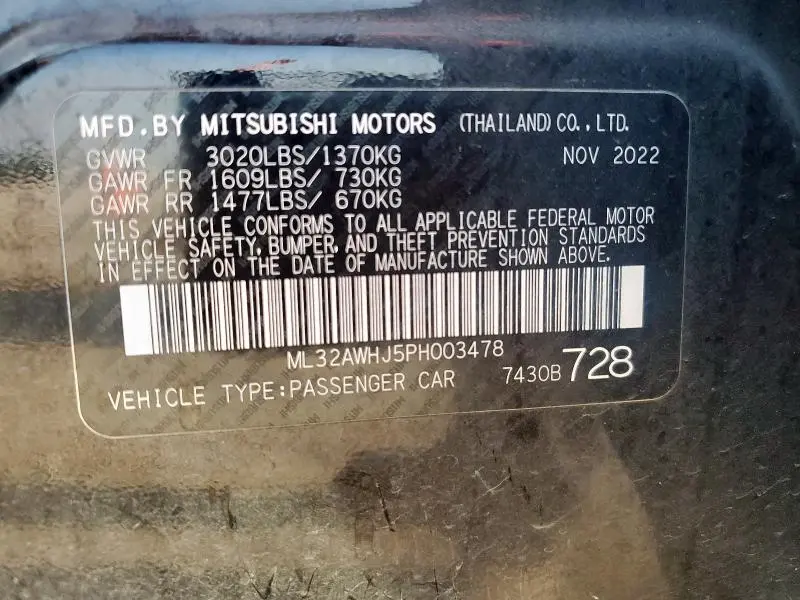 MFD.BY MITSUBISHI MOTORS (THAILAND)CO.,LTD.
GVWR 3020LBS/1370KG NOV 2022
GAWR FR 1609LBS/ 730KG
GAWR RR 1477LBS/ 670KG
THIS VEHICLE CONFORMS TO ALL APPLICABLE FEDERAL MOTOR
VEHICLE SAFETY, BUMPER, AND THEFT PREVENTION STANDARDS
IN EFFECT ON THE DATE OF MANUFACTURE SHOWN ABOVE.
ML32AWHJ5PH003478
VEHICLE TYPE:PASSENGER CAR 7430B 728